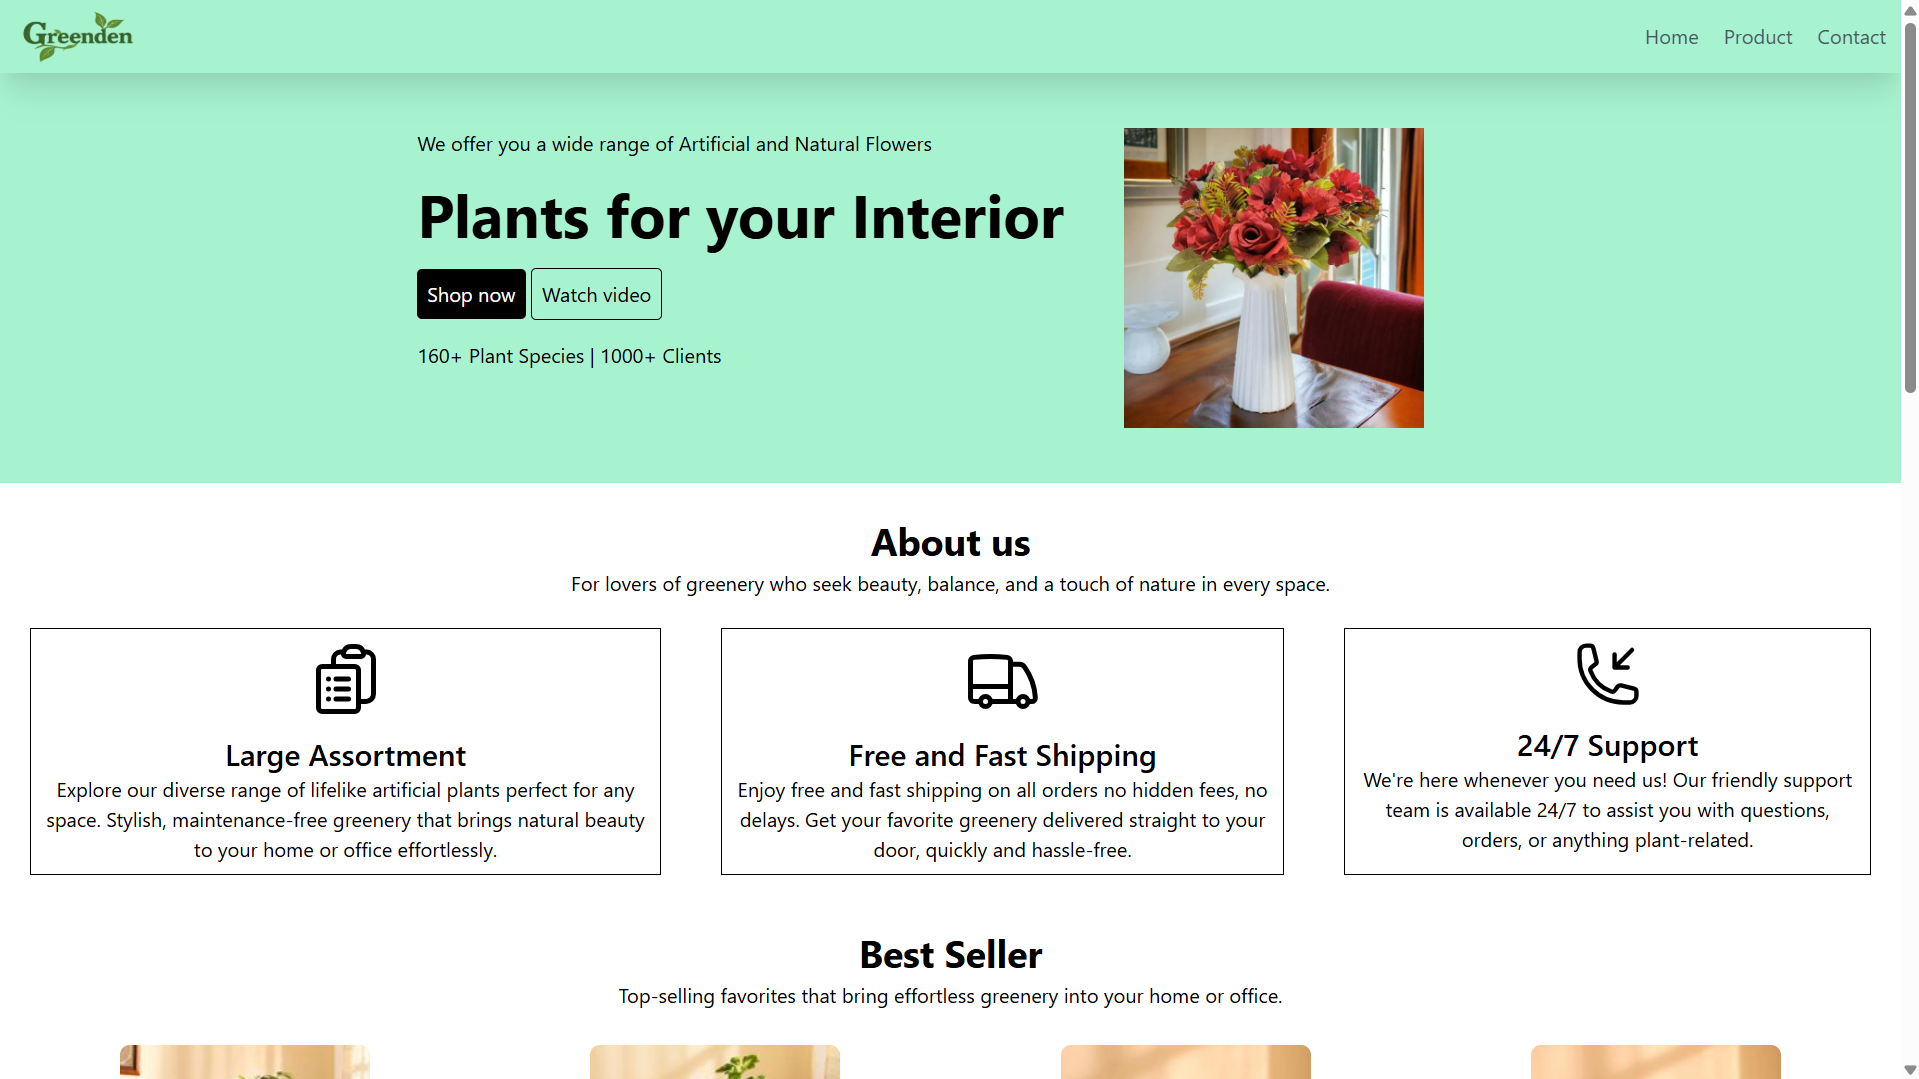 Greenden
Home Product Contact
We offer you a wide range of Artificial and Natural Flowers
Plants for your Interior
Shop now Watch video
160+ Plant Species | 1000+ Clients
About us
For lovers of greenery who seek beauty, balance, and a touch of nature in every space.
Large Assortment
Explore our diverse range of lifelike artificial plants perfect for any
space. Stylish, maintenance-free greenery that brings natural beauty
to your home or office effortlessly.
Free and Fast Shipping
Enjoy free and fast shipping on all orders no hidden fees, no
delays. Get your favorite greenery delivered straight to your
door, quickly and hassle-free.
24/7 Support
We're here whenever you need us! Our friendly support
team is available 24/7 to assist you with questions,
orders, or anything plant-related.
Best Seller
Top-selling favorites that bring effortless greenery into your home or office.